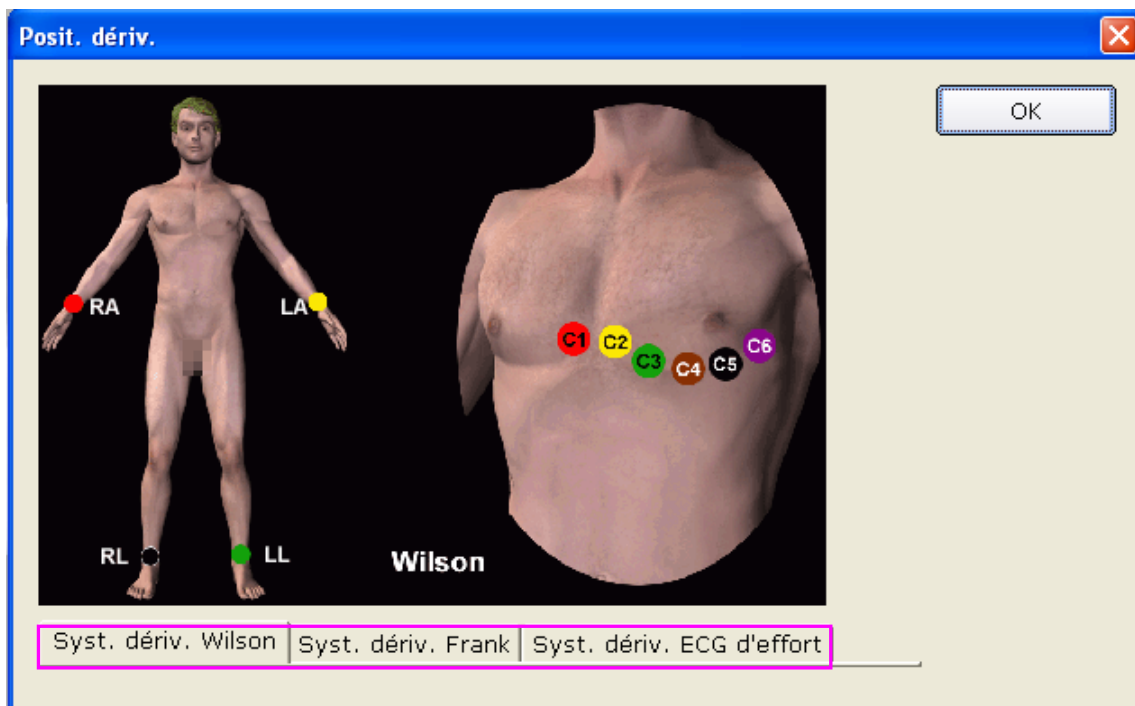 Posit. dériv.
OK
RA
LA
C1
C2
C3
C4
C5
C6
RL
LL
Wilson
Syst. dériv. Wilson
Syst. dériv. Frank
Syst. dériv. ECG d'effort